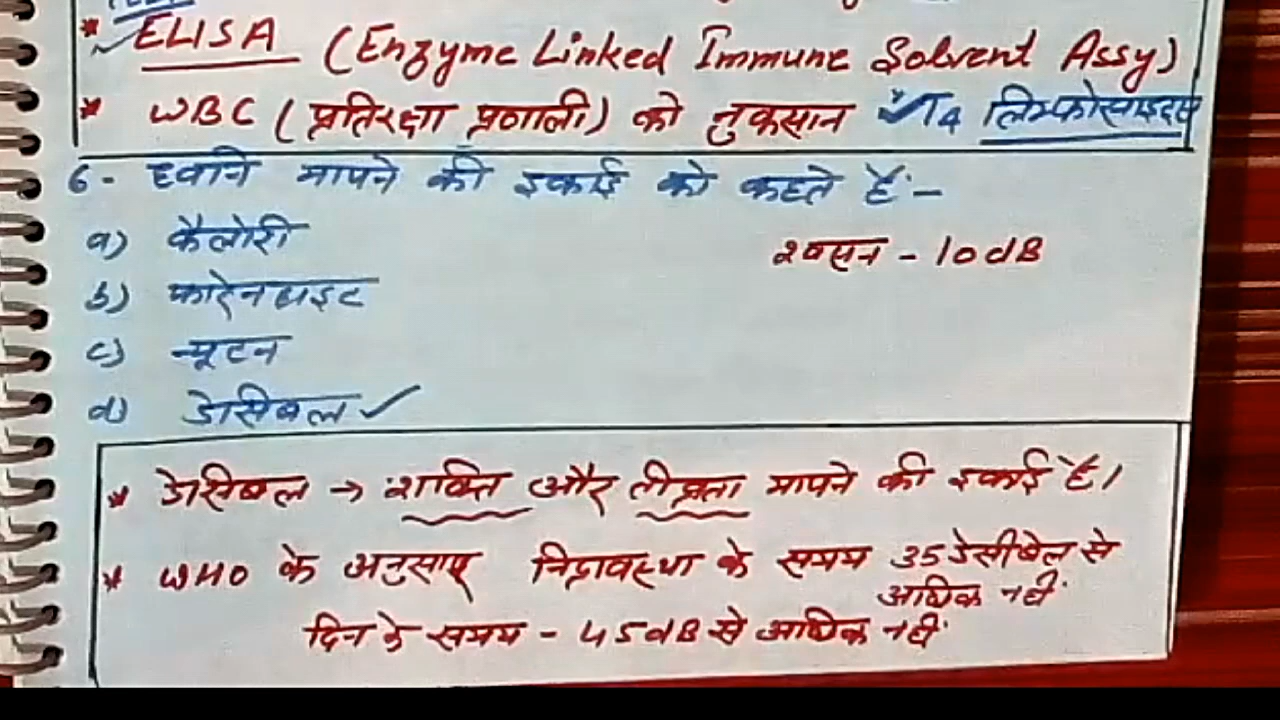 * ELISA (Enzyme Linked Immune Solvent Assy)
* WBC (प्रतिरक्षा प्रणाली) को नुकसान T4 लिम्फोसाइट्स
6- ध्वनि मापने की इकाई को कहते हैं:-
a) कैलोरी
श्वसन - 10dB
b) फारेनहाइट
c) न्यूटन
d) डेसिबल ✓
* डेसिबल → शक्ति और तीव्रता मापने की इकाई है।
* WHO के अनुसार निद्रावस्था के समय 35 डेसीबेल से
अधिक नहीं
दिन के समय - 45dB से अधिक नहीं